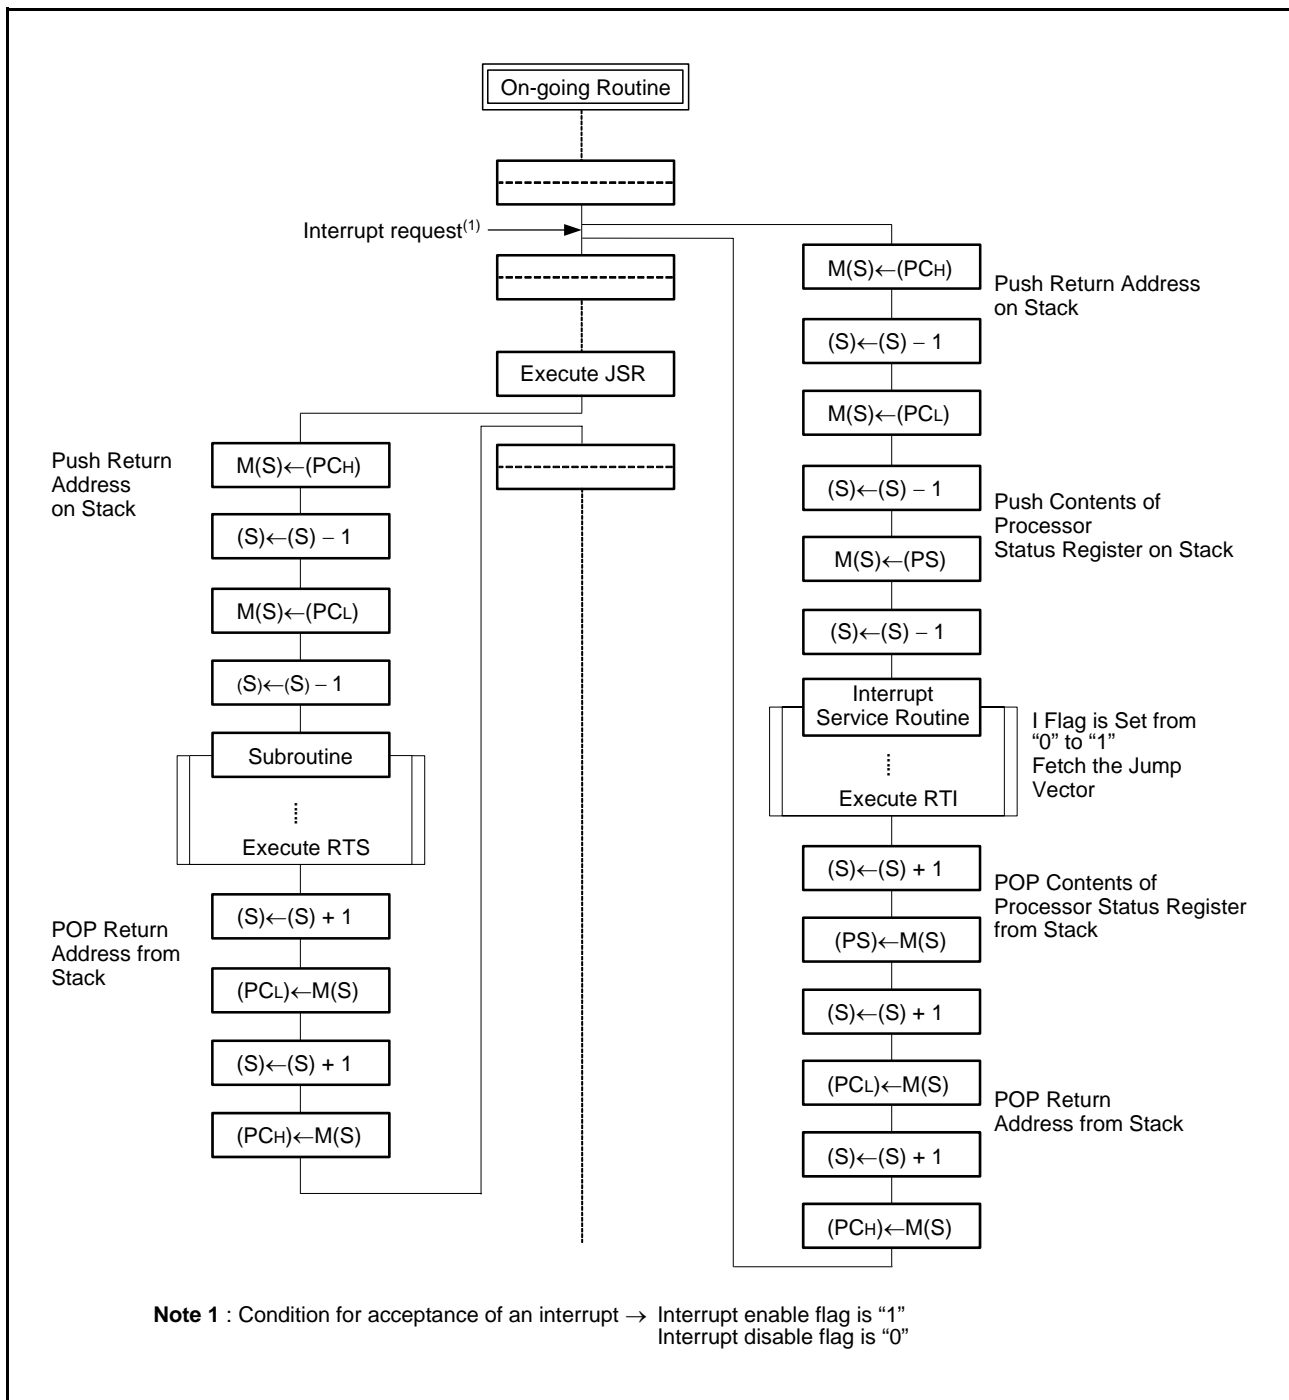 On-going Routine
Interrupt request(1)
Execute JSR
Push Return
Address
on Stack
M(S)←(PCH)
(S)←(S) – 1
M(S)←(PCL)
(S)←(S) – 1
Subroutine
Execute RTS
POP Return
Address from
Stack
(S)←(S) + 1
(PCL)←M(S)
(S)←(S) + 1
(PCH)←M(S)
M(S)←(PCH)
Push Return Address
on Stack
(S)←(S) – 1
M(S)←(PCL)
(S)←(S) – 1
Push Contents of
Processor
Status Register on Stack
M(S)←(PS)
(S)←(S) – 1
Interrupt
Service Routine
I Flag is Set from
“0” to “1”
Fetch the Jump
Vector
Execute RTI
(S)←(S) + 1
POP Contents of
Processor Status Register
from Stack
(PS)←M(S)
(S)←(S) + 1
(PCL)←M(S)
POP Return
Address from Stack
(S)←(S) + 1
(PCH)←M(S)
Note 1 : Condition for acceptance of an interrupt → Interrupt enable flag is “1”
Interrupt disable flag is “0”